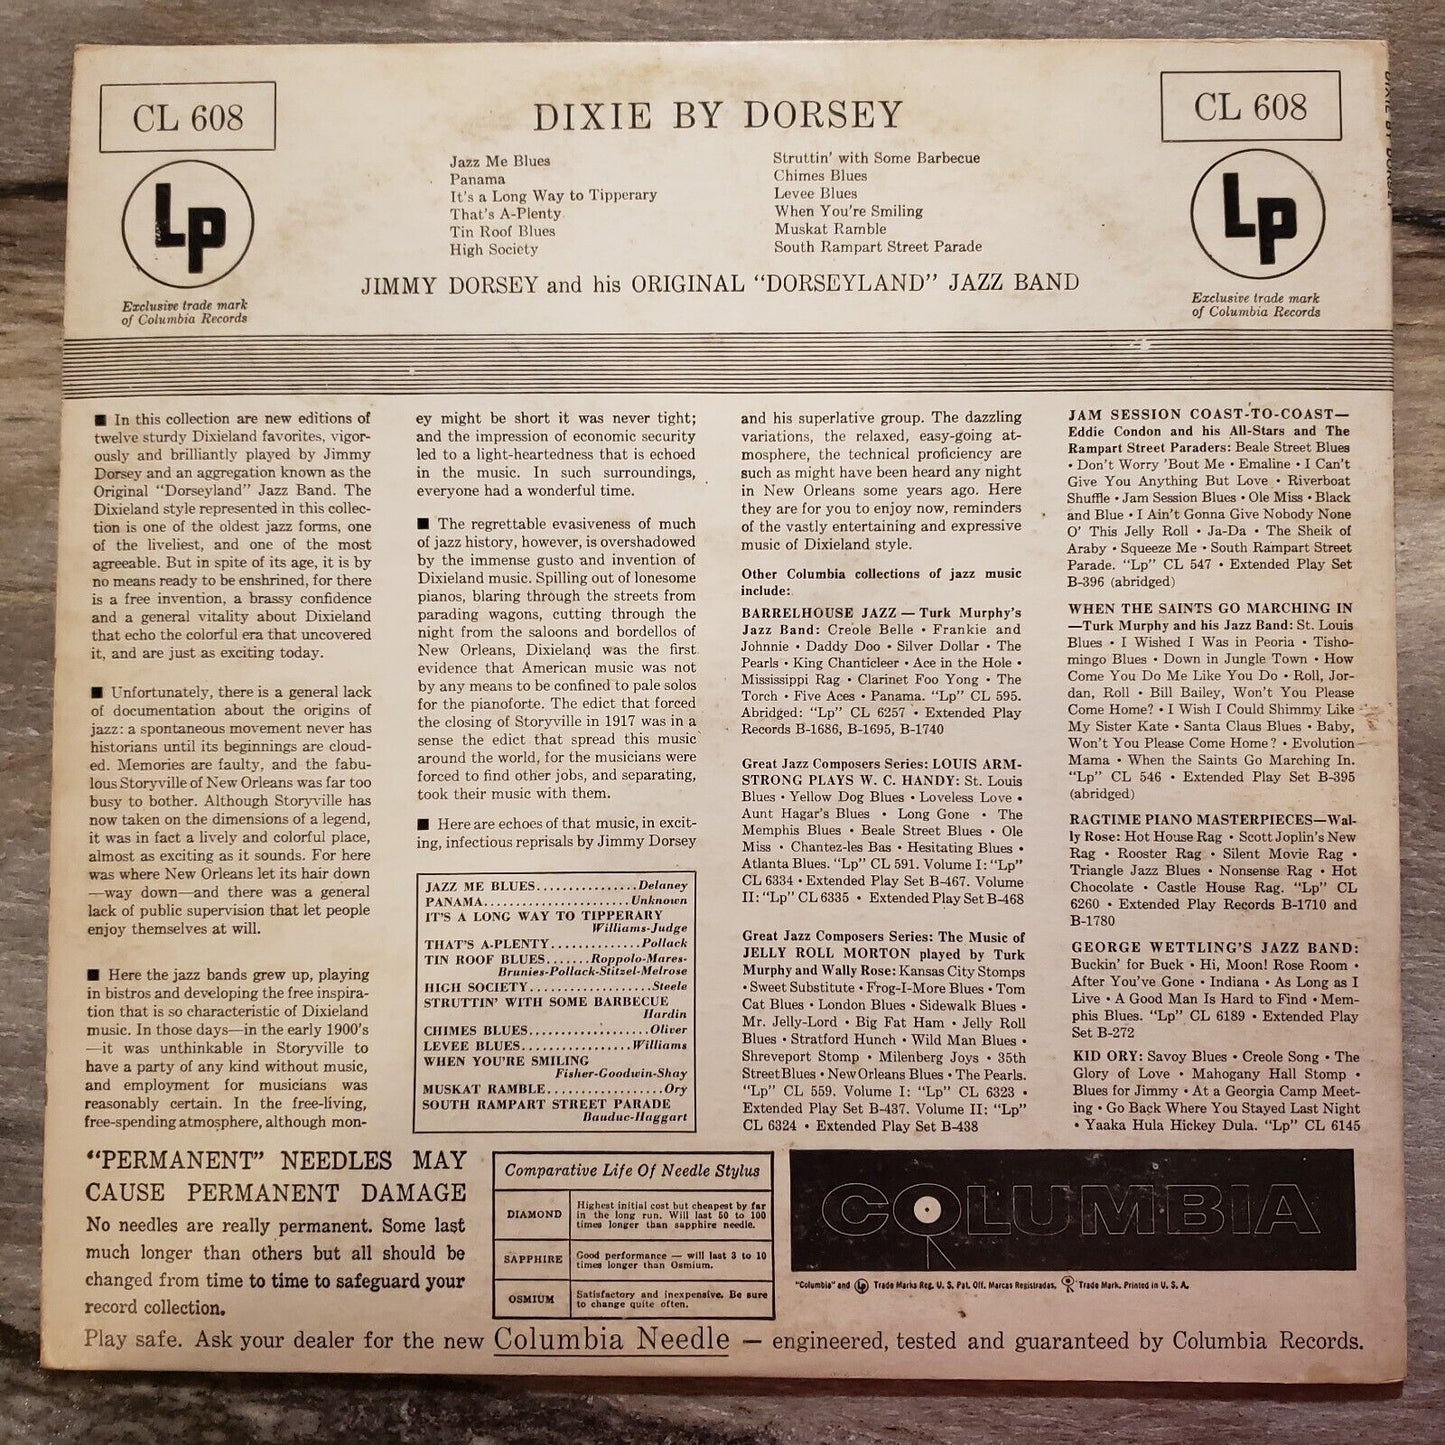 CL 608
DIXIE BY DORSEY
CL 608
Jazz Me Blues
Panama
It's a Long Way to Tipperary
That's A-Plenty
Tin Roof Blues
High Society
Struttin' with Some Barbecue
Chimes Blues
Levee Blues
When You're Smiling
Muskat Ramble
South Rampart Street Parade
Lp
Exclusive trade mark
of Columbia Records
JIMMY DORSEY and his ORIGINAL "DORSEYLAND" JAZZ BAND
Lp
Exclusive trade mark
of Columbia Records
DIXIE BY DORSEY
■ In this collection are new editions of
twelve sturdy Dixieland favorites, vigor-
ously and brilliantly played by Jimmy
Dorsey and an aggregation known as the
Original "Dorseyland" Jazz Band. The
Dixieland style represented in this collec-
tion is one of the oldest jazz forms, one
of the liveliest, and one of the most
agreeable. But in spite of its age, it is by
no means ready to be enshrined, for there
is a free invention, a brassy confidence
and a general vitality about Dixieland
that echo the colorful era that uncovered
it, and are just as exciting today.
■ Unfortunately, there is a general lack
of documentation about the origins of
jazz: a spontaneous movement never has
historians until its beginnings are cloud-
ed. Memories are faulty, and the fabu-
lous Storyville of New Orleans was far too
busy to bother. Although Storyville has
now taken on the dimensions of a legend,
it was in fact a lively and colorful place,
almost as exciting as it sounds. For here
was where New Orleans let its hair down
—way down—and there was a general
lack of public supervision that let people
enjoy themselves at will.
■ Here the jazz bands grew up, playing
in bistros and developing the free inspira-
tion that is so characteristic of Dixieland
music. In those days—in the early 1900's
—it was unthinkable in Storyville to
have a party of any kind without music,
and employment for musicians was
reasonably certain. In the free-living,
free-spending atmosphere, although mon-
ey might be short it was never tight;
and the impression of economic security
led to a light-heartedness that is echoed
in the music. In such surroundings,
everyone had a wonderful time.
■ The regrettable evasiveness of much
of jazz history, however, is overshadowed
by the immense gusto and invention of
Dixieland music. Spilling out of lonesome
pianos, blaring through the streets from
parading wagons, cutting through the
night from the saloons and bordellos of
New Orleans, Dixieland was the first
evidence that American music was not
by any means to be confined to pale solos
for the pianoforte. The edict that forced
the closing of Storyville in 1917 was in a
sense the edict that spread this music
around the world, for the musicians were
forced to find other jobs, and separating,
took their music with them.
■ Here are echoes of that music, in excit-
ing, infectious reprisals by Jimmy Dorsey
JAZZ ME BLUES................Delaney
PANAMA.......................Unknown
IT'S A LONG WAY TO TIPPERARY
Williams-Judge
THAT'S A-PLENTY..............Pollack
TIN ROOF BLUES.......Roppolo-Mares-
Brunies-Pollack-Stitzel-Melrose
HIGH SOCIETY...................Steele
STRUTTIN' WITH SOME BARBECUE
Hardin
CHIMES BLUES...................Oliver
LEVEE BLUES.................Williams
WHEN YOU'RE SMILING
Fisher-Goodwin-Shay
MUSKAT RAMBLE..................Ory
SOUTH RAMPART STREET PARADE
Bauduc-Haggart
and his superlative group. The dazzling
variations, the relaxed, easy-going at-
mosphere, the technical proficiency are
such as might have been heard any night
in New Orleans some years ago. Here
they are for you to enjoy now, reminders
of the vastly entertaining and expressive
music of Dixieland style.
Other Columbia collections of jazz music
include:
BARRELHOUSE JAZZ — Turk Murphy's
Jazz Band: Creole Belle • Frankie and
Johnnie • Daddy Doo • Silver Dollar • The
Pearls • King Chanticleer • Ace in the Hole •
Mississippi Rag • Clarinet Foo Yong • The
Torch • Five Aces • Panama. "Lp" CL 595.
Abridged: "Lp" CL 6257 • Extended Play
Records B-1686, B-1695, B-1740
Great Jazz Composers Series: LOUIS ARM-
STRONG PLAYS W. C. HANDY: St. Louis
Blues • Yellow Dog Blues • Loveless Love •
Aunt Hagar's Blues • Long Gone • The
Memphis Blues • Beale Street Blues • Ole
Miss • Chantez-les Bas • Hesitating Blues •
Atlanta Blues. "Lp" CL 591. Volume I: "Lp"
CL 6334 • Extended Play Set B-467. Volume
II: "Lp" CL 6335 • Extended Play Set B-468
Great Jazz Composers Series: The Music of
JELLY ROLL MORTON played by Turk
Murphy and Wally Rose: Kansas City Stomps
• Sweet Substitute • Frog-I-More Blues • Tom
Cat Blues • London Blues • Sidewalk Blues •
Mr. Jelly-Lord • Big Fat Ham • Jelly Roll
Blues • Stratford Hunch • Wild Man Blues •
Shreveport Stomp • Milenberg Joys • 35th
Street Blues • New Orleans Blues • The Pearls.
"Lp" CL 559. Volume I: "Lp" CL 6323 •
Extended Play Set B-437. Volume II: "Lp"
CL 6324 • Extended Play Set B-438
JAM SESSION COAST-TO-COAST—
Eddie Condon and his All-Stars and The
Rampart Street Paraders: Beale Street Blues
• Don't Worry 'Bout Me • Emaline • I Can't
Give You Anything But Love • Riverboat
Shuffle • Jam Session Blues • Ole Miss • Black
and Blue • I Ain't Gonna Give Nobody None
O' This Jelly Roll • Ja-Da • The Sheik of
Araby • Squeeze Me • South Rampart Street
Parade. "Lp" CL 547 • Extended Play Set
B-396 (abridged)
WHEN THE SAINTS GO MARCHING IN
—Turk Murphy and his Jazz Band: St. Louis
Blues • I Wished I Was in Peoria • Tisho-
mingo Blues • Down in Jungle Town • How
Come You Do Me Like You Do • Roll, Jor-
dan, Roll • Bill Bailey, Won't You Please
Come Home? • I Wish I Could Shimmy Like
My Sister Kate • Santa Claus Blues • Baby,
Won't You Please Come Home? • Evolution
Mama • When the Saints Go Marching In.
"Lp" CL 546 • Extended Play Set B-395
(abridged)
RAGTIME PIANO MASTERPIECES—Wal-
ly Rose: Hot House Rag • Scott Joplin's New
Rag • Rooster Rag • Silent Movie Rag •
Triangle Jazz Blues • Nonsense Rag • Hot
Chocolate • Castle House Rag. "Lp" CL
6260 • Extended Play Records B-1710 and
B-1780
GEORGE WETTLING'S JAZZ BAND:
Buckin' for Buck • Hi, Moon! Rose Room •
After You've Gone • Indiana • As Long as I
Live • A Good Man Is Hard to Find • Mem-
phis Blues. "Lp" CL 6189 • Extended Play
Set B-272
KID ORY: Savoy Blues • Creole Song • The
Glory of Love • Mahogany Hall Stomp •
Blues for Jimmy • At a Georgia Camp Meet-
ing • Go Back Where You Stayed Last Night
• Yaaka Hula Hickey Dula. "Lp" CL 6145
"PERMANENT" NEEDLES MAY
CAUSE PERMANENT DAMAGE
No needles are really permanent. Some last
much longer than others but all should be
changed from time to time to safeguard your
record collection.
Comparative Life Of Needle Stylus
DIAMOND
Highest initial cost but cheapest by far
in the long run. Will last 50 to 100
times longer than sapphire needle.
SAPPHIRE
Good performance — will last 3 to 10
times longer than Osmium.
OSMIUM
Satisfactory and inexpensive. Be sure
to change quite often.
COLUMBIA
"Columbia" and Lp Trade Marks Reg. U. S. Pat. Off. Marcas Registradas, Trade Mark. Printed in U. S. A.
Play safe. Ask your dealer for the new Columbia Needle — engineered, tested and guaranteed by Columbia Records.